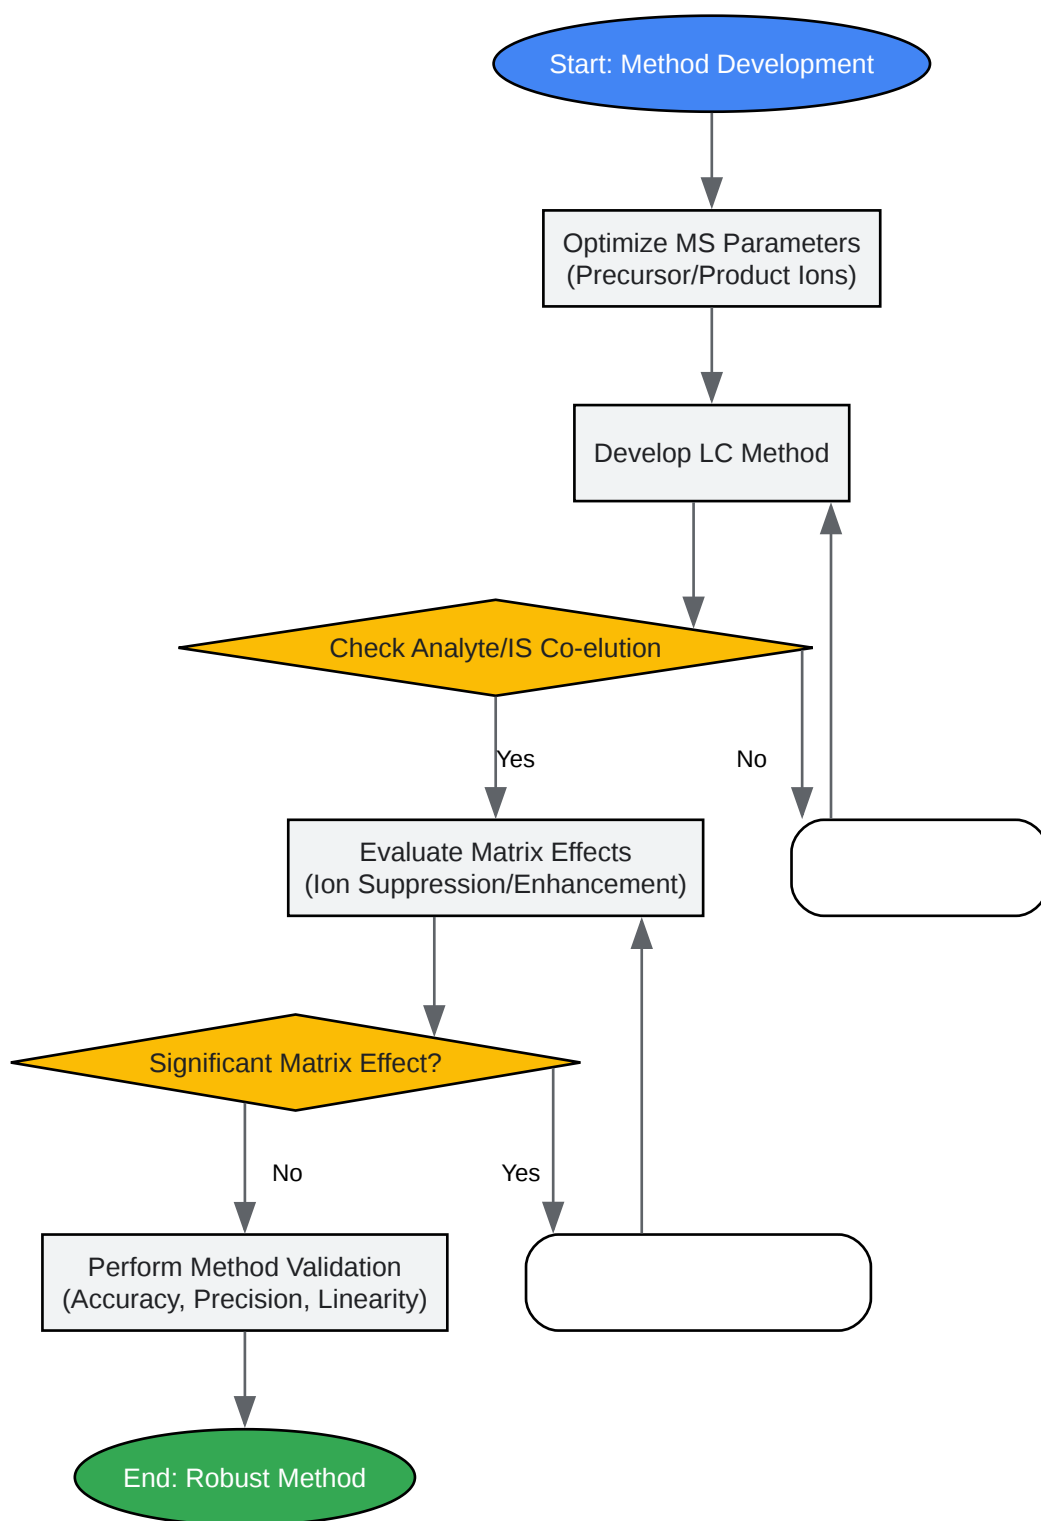 Start: Method Development
Optimize MS Parameters
(Precursor/Product Ions)
Develop LC Method
Check Analyte/IS Co-elution
Yes
No
Evaluate Matrix Effects
(Ion Suppression/Enhancement)
Significant Matrix Effect?
No
Yes
Perform Method Validation
(Accuracy, Precision, Linearity)
End: Robust Method